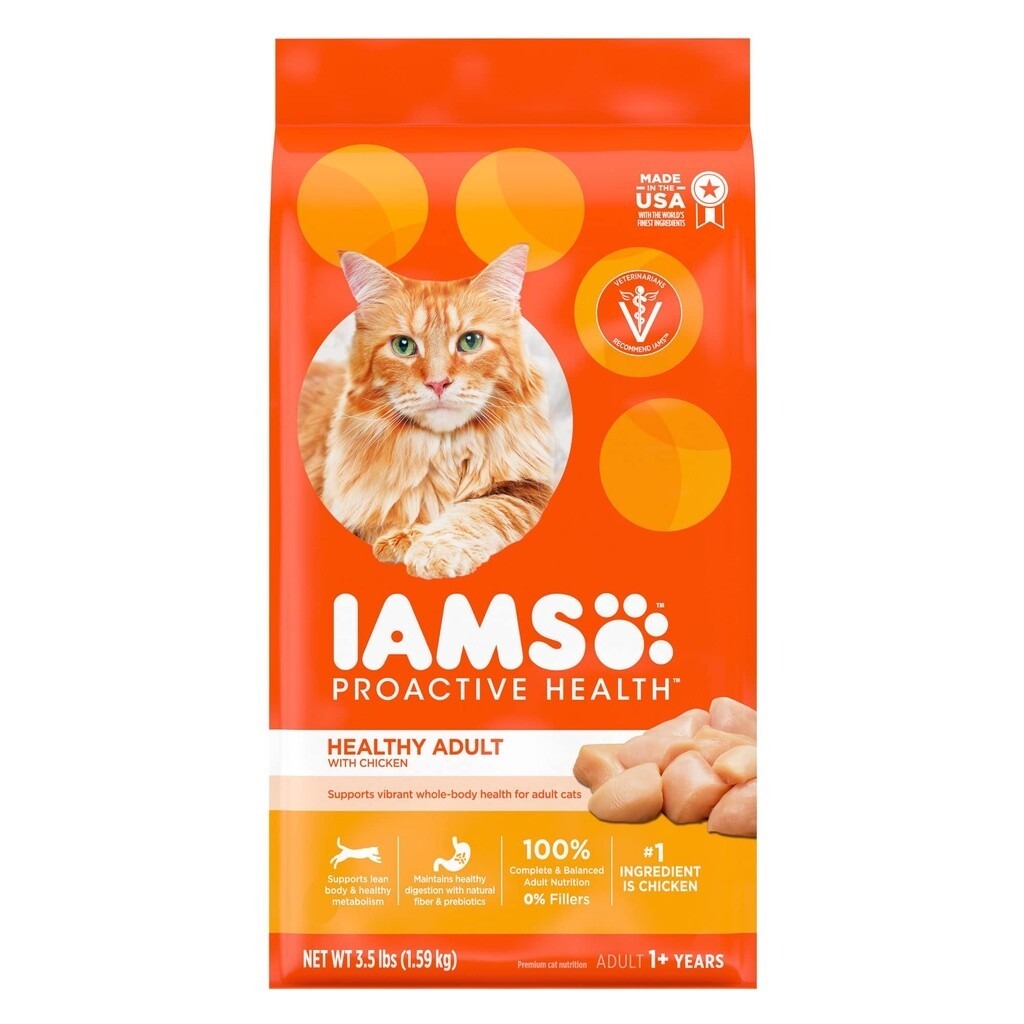 MADE
IN THE
USA
WITH THE WORLD'S
FINEST INGREDIENTS
VETERINARIANS
V
RECOMMEND IAMS™
IAMS™
PROACTIVE HEALTH™
HEALTHY ADULT
WITH CHICKEN
Supports vibrant whole-body health for adult cats
Supports lean
body & healthy
metabolism
Maintains healthy
digestion with natural
fiber & prebiotics
100%
Complete & Balanced
Adult Nutrition
0% Fillers
#1
INGREDIENT
IS CHICKEN
NET WT 3.5 lbs (1.59 kg)
Premium cat nutrition
ADULT 1+ YEARS